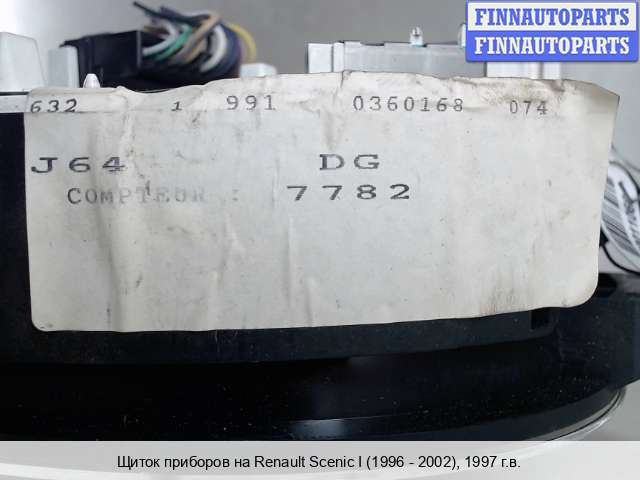 FINNAUTOPARTS
FINNAUTOPARTS
632 1 991 0360168 074
J64 DG
COMPTEUR : 7782
Щиток приборов на Renault Scenic I (1996 - 2002), 1997 г.в.